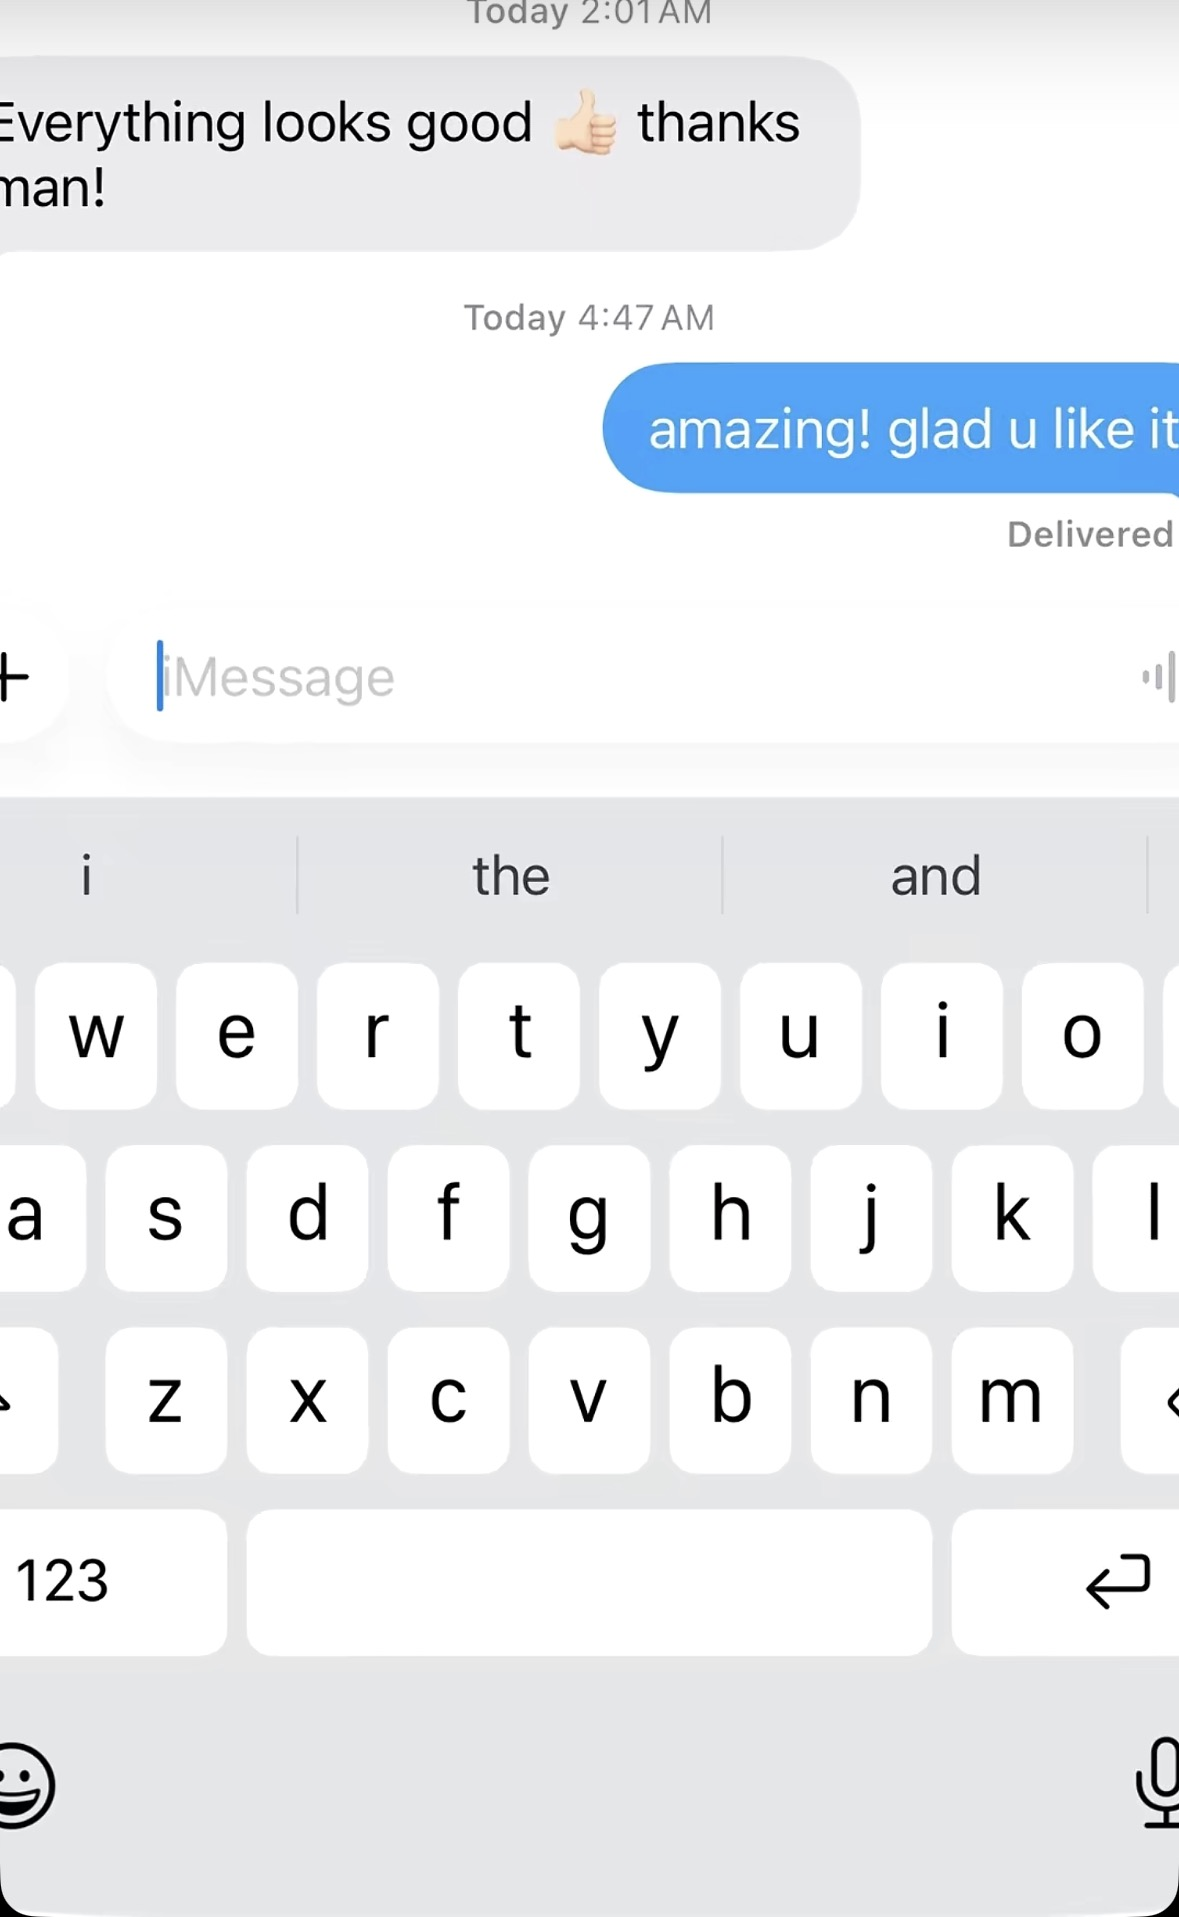 Today 2:01 AM
Everything looks good 👍🏻 thanks
man!
Today 4:47 AM
amazing! glad u like it
Delivered
iMessage
i the and
w e r t y u i o
a s d f g h j k l
z x c v b n m
123